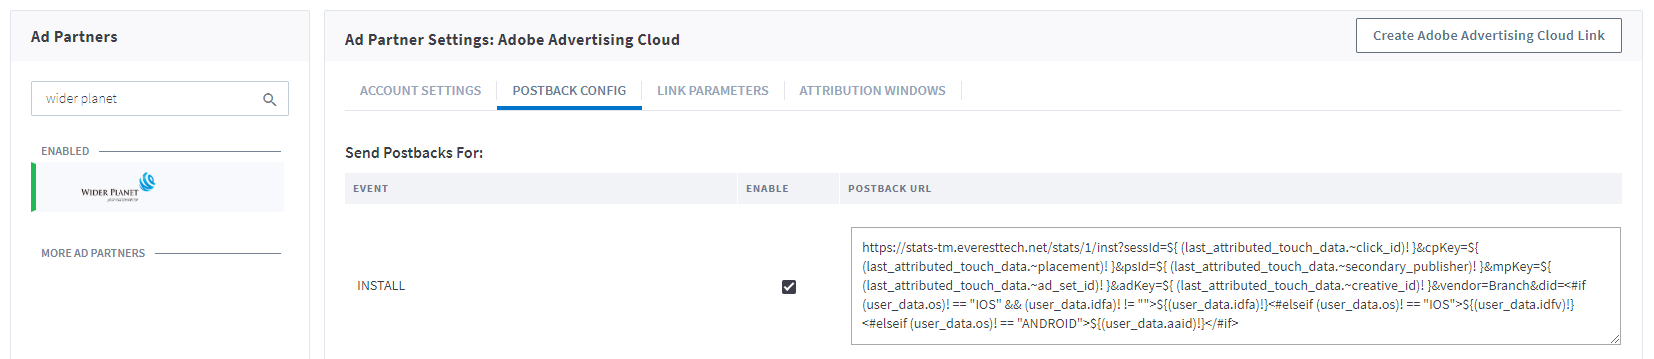 Ad Partners
wider planet
ENABLED
WIDER PLANET
MORE AD PARTNERS
Ad Partner Settings: Adobe Advertising Cloud
Create Adobe Advertising Cloud Link
ACCOUNT SETTINGS
POSTBACK CONFIG
LINK PARAMETERS
ATTRIBUTION WINDOWS
Send Postbacks For:
EVENT
ENABLE
POSTBACK URL
INSTALL
https://stats-tm.everesttech.net/stats/1/inst?sessId=${ (last_attributed_touch_data.~click_id)! }&cpKey=${
(last_attributed_touch_data.~placement)! }&psId=${ (last_attributed_touch_data.~secondary_publisher)! }&mpKey=${
(last_attributed_touch_data.~ad_set_id)! }&adKey=${ (last_attributed_touch_data.~creative_id)! }&vendor=Branch&did=<#if
(user_data.os)! == "IOS" && (user_data.idfa)! != "">${(user_data.idfa)!}<#elseif (user_data.os)! == "IOS">${(user_data.idfv)!}
<#elseif (user_data.os)! == "ANDROID">${(user_data.aaid)!}</#if>